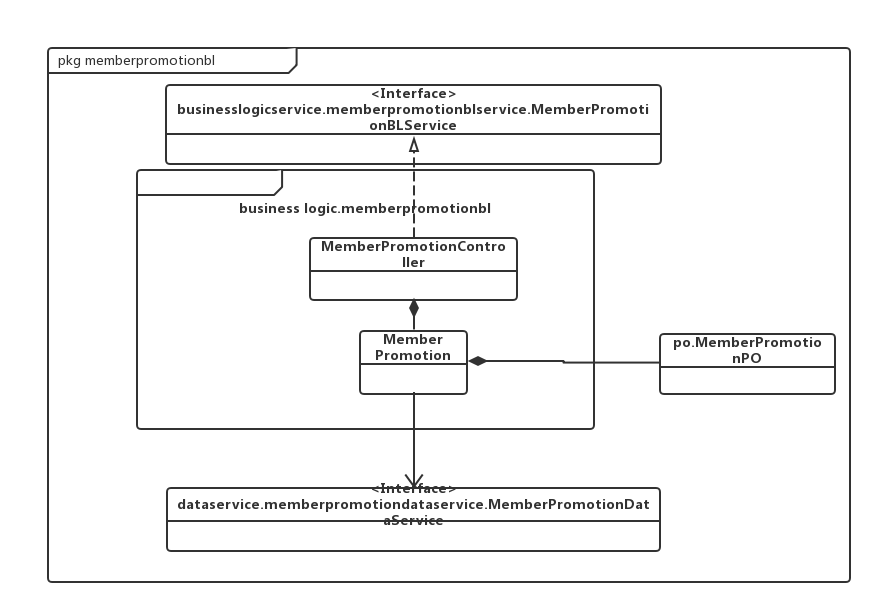 pkg memberpromotionbl
<Interface>
businesslogicservice.memberpromotionblservice.MemberPromoti
onBLService
business logic.memberpromotionbl
MemberPromotionContro
ller
Member
Promotion
po.MemberPromotio
nPO
<Interface>
dataservice.memberpromotiondataservice.MemberPromotionDat
aService